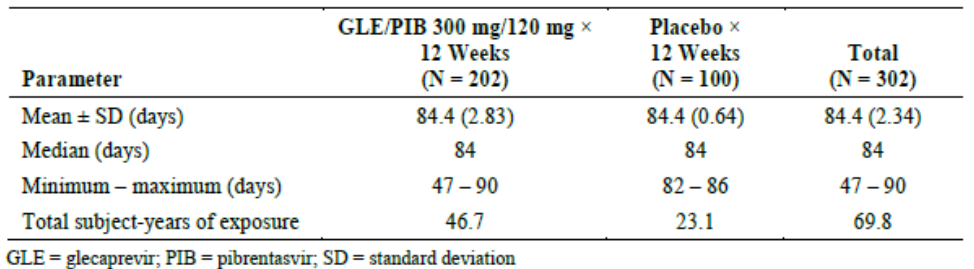 GLE/PIB 300 mg/120 mg × Placebo ×
12 Weeks 12 Weeks Total
Parameter (N = 202) (N = 100) (N = 302)
Mean ± SD (days) 84.4 (2.83) 84.4 (0.64) 84.4 (2.34)
Median (days) 84 84 84
Minimum – maximum (days) 47 – 90 82 – 86 47 – 90
Total subject-years of exposure 46.7 23.1 69.8
GLE = glecaprevir; PIB = pibrentasvir; SD = standard deviation